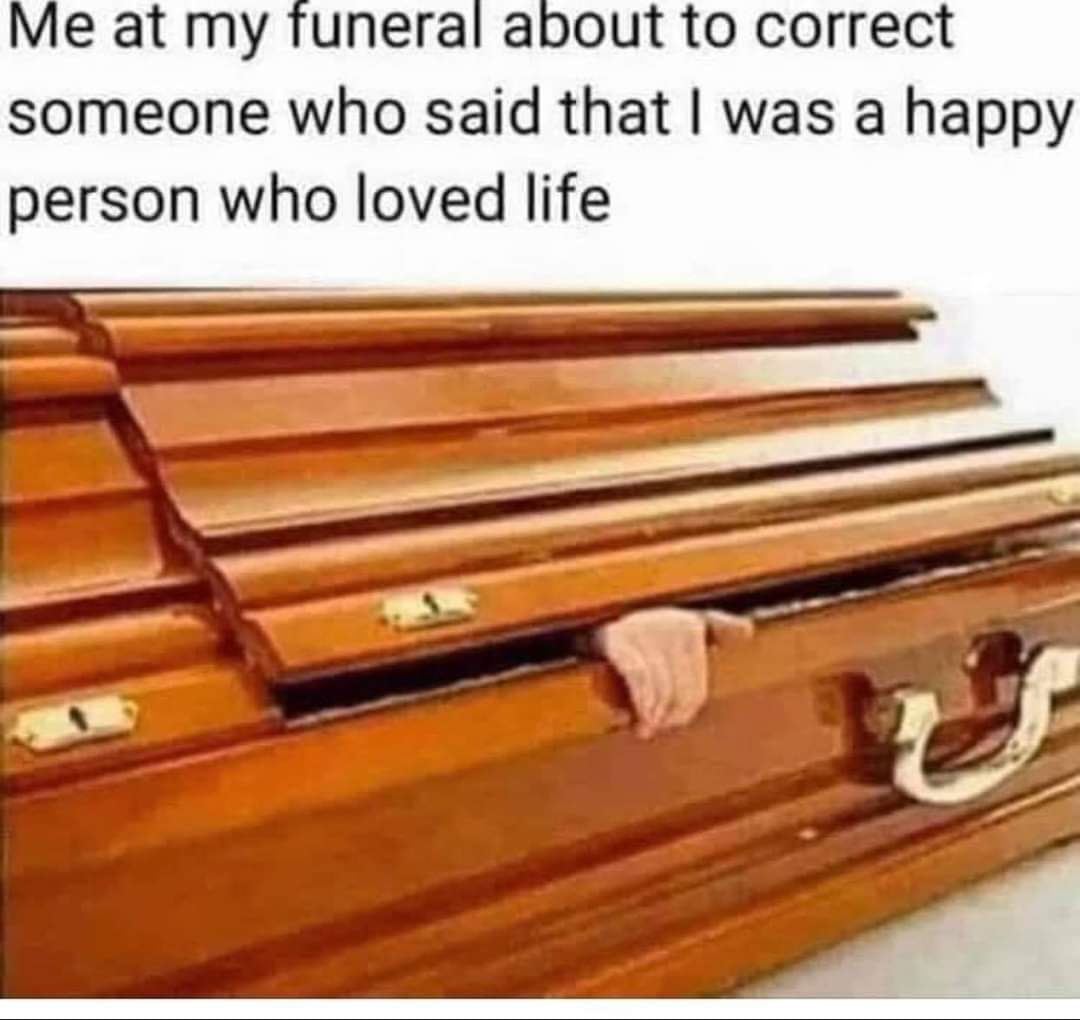 Me at my funeral about to correct
someone who said that I was a happy
person who loved life